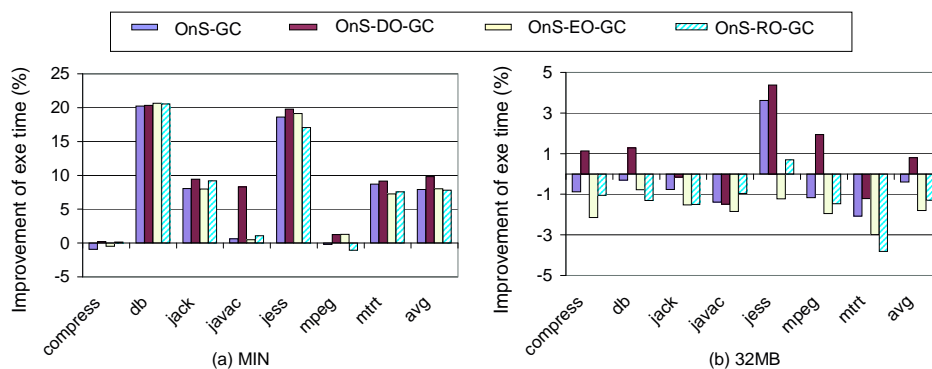 OnS-GC OnS-DO-GC OnS-EO-GC OnS-RO-GC
Improvement of exe time (%)
25
20
15
10
5
0
-5
compress db jack javac jess mpeg mtrt avg
(a) MIN
Improvement of exe time (%)
5
3
1
-1
-3
-5
compress db jack javac jess mpeg mtrt avg
(b) 32MB